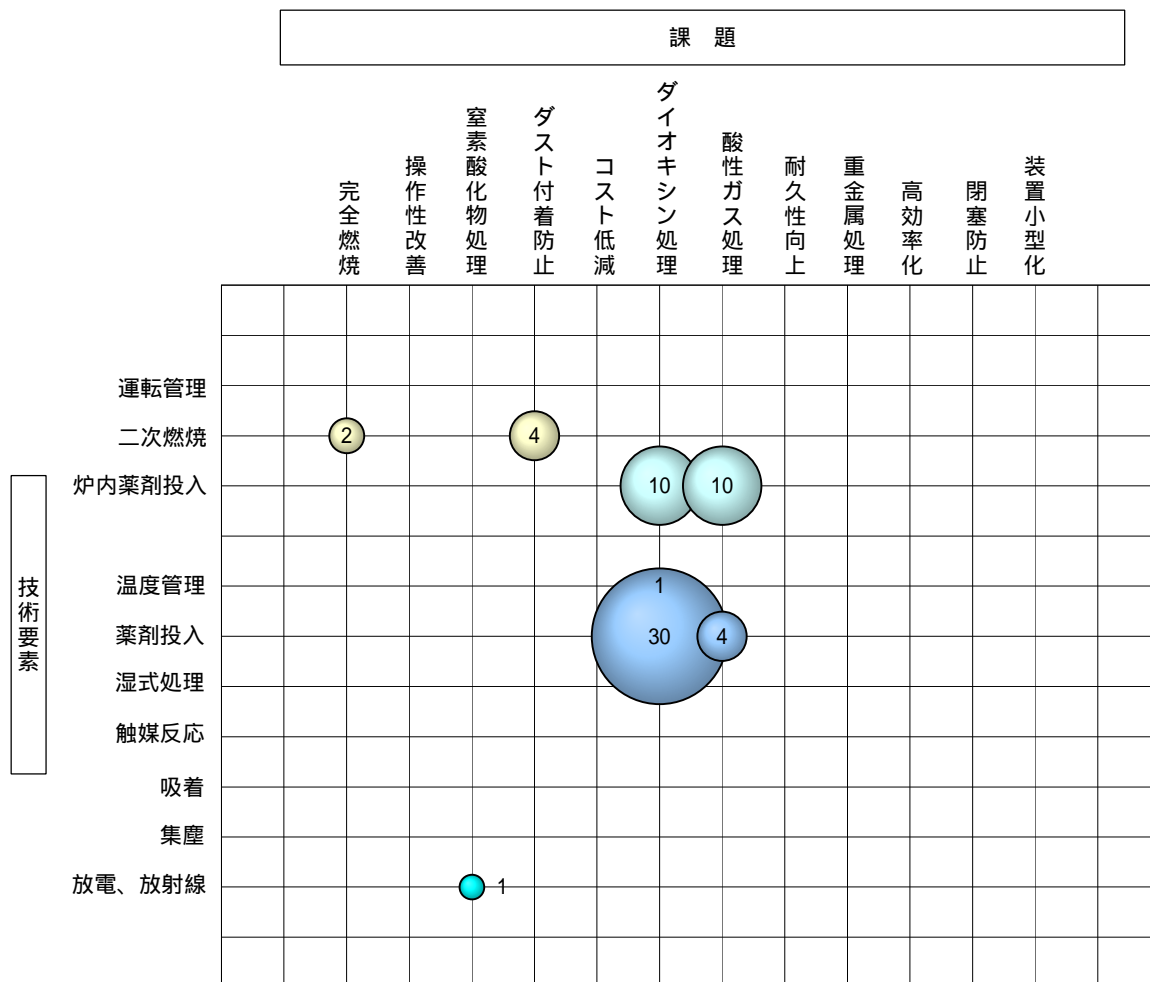 課 題
完全燃焼
操作性改善
窒素酸化物処理
ダスト付着防止
コスト低減
ダイオキシン処理
酸性ガス処理
耐久性向上
重金属処理
高効率化
閉塞防止
装置小型化
技術要素
運転管理
二次燃焼
2
4
炉内薬剤投入
10
10
温度管理
1
薬剤投入
30
4
湿式処理
触媒反応
吸着
集塵
放電、放射線
1